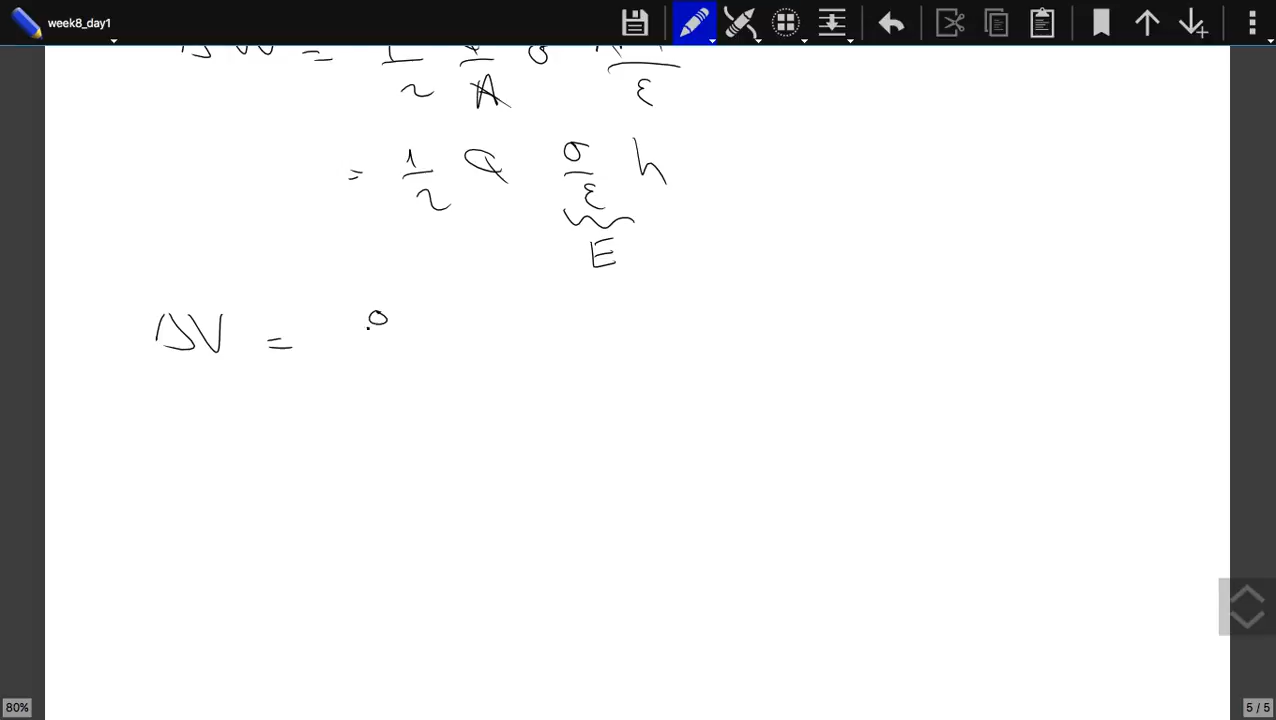 week8_day1
= 1/2 Q σ/ε h
E
ΔV =
80%
5 / 5